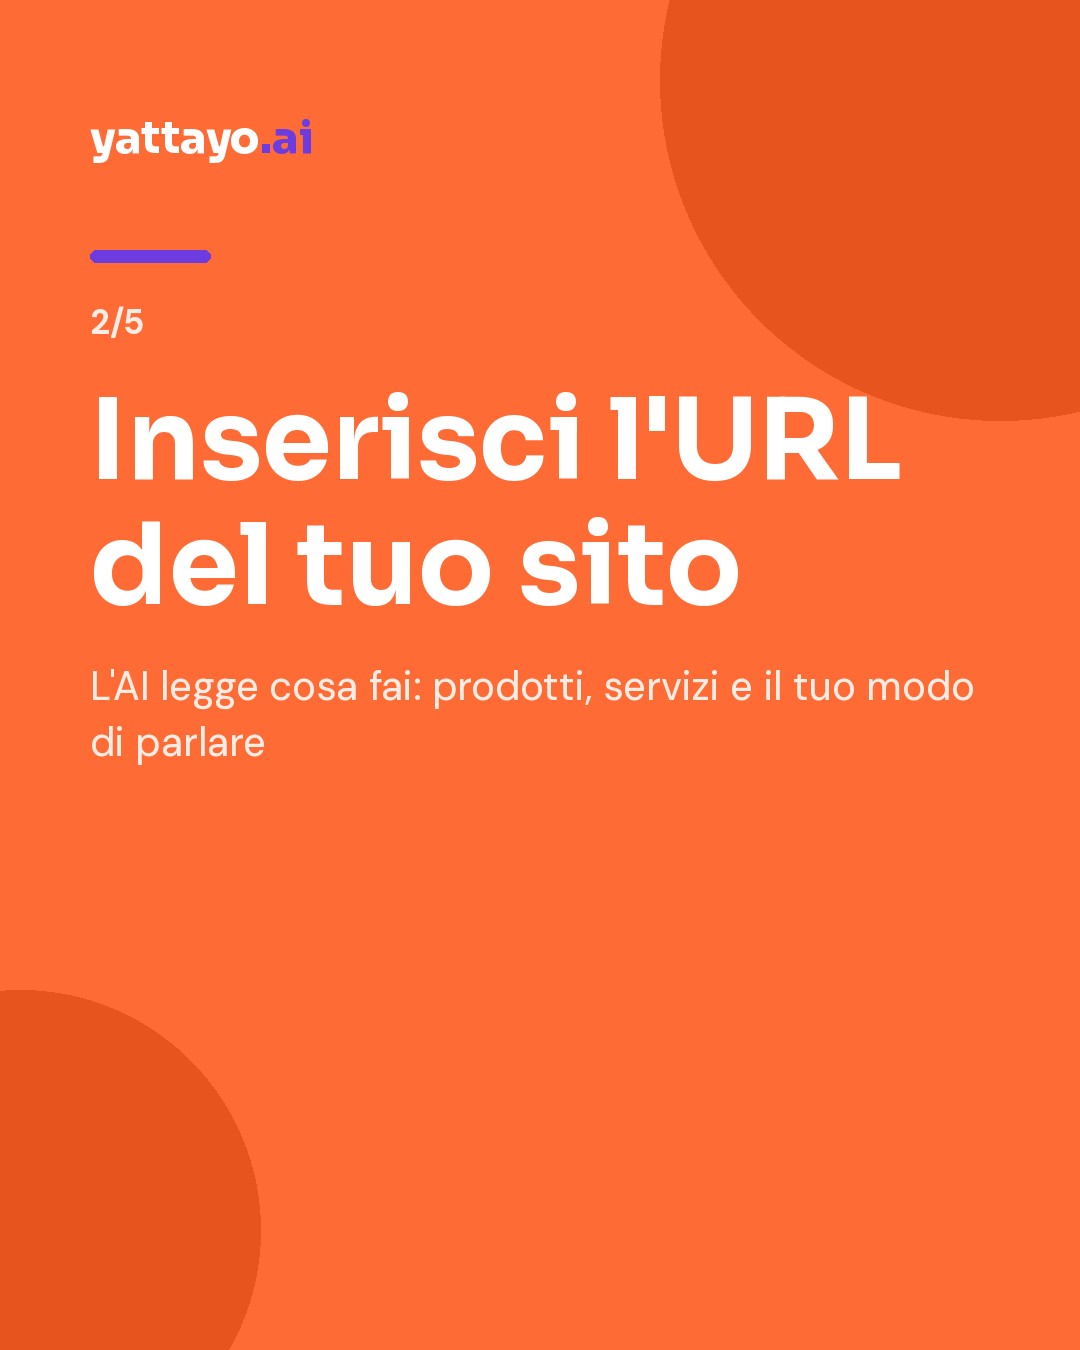 yattayo.ai
2/5
Inserisci l'URL
del tuo sito
L'AI legge cosa fai: prodotti, servizi e il tuo modo
di parlare